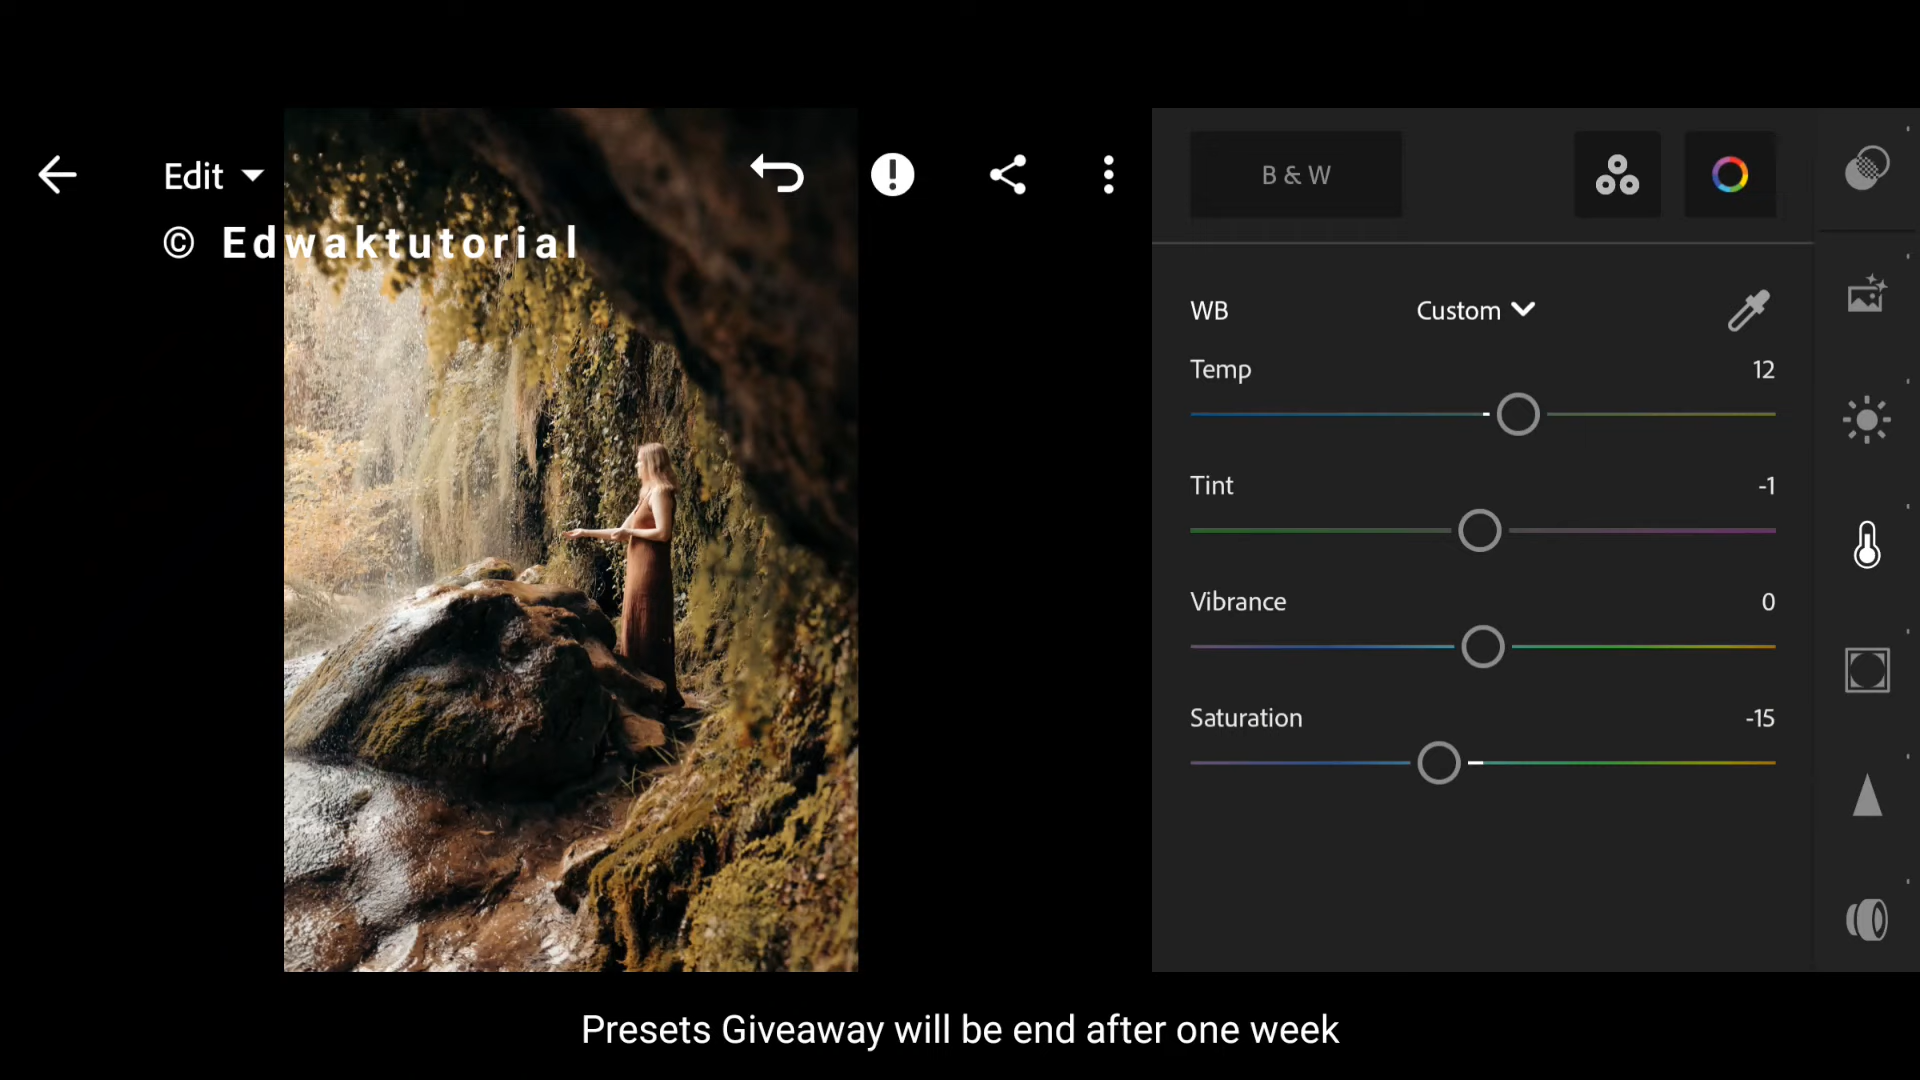 Edit
© Edwaktutorial
B & W
WB Custom
Temp 12
Tint -1
Vibrance 0
Saturation -15
Presets Giveaway will be end after one week